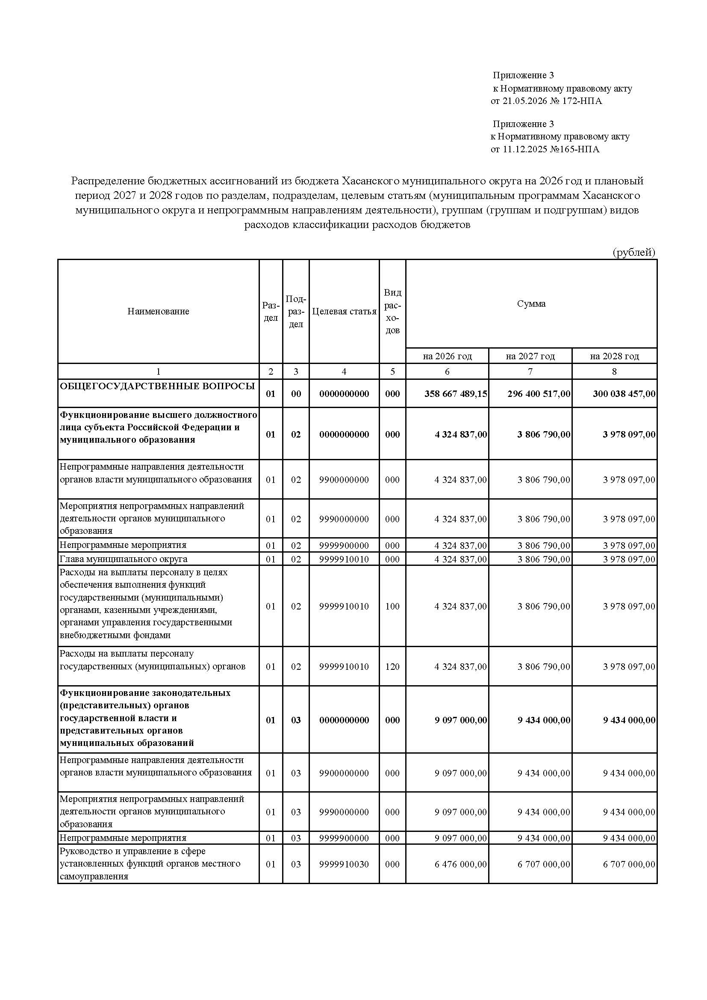 Приложение 3
к Нормативному правовому акту
от 21.05.2026 № 172-НПА
Приложение 3
к Нормативному правовому акту
от 11.12.2025 №165-НПА
Распределение бюджетных ассигнований из бюджета Хасанского муниципального округа на 2026 год и плановый
период 2027 и 2028 годов по разделам, подразделам, целевым статьям (муниципальным программам Хасанского
муниципального округа и непрограммным направлениям деятельности), группам (группам и подгруппам) видов
расходов классификации расходов бюджетов
(рублей)
Наименование
Раз-
дел
Под-
раз-
дел
Целевая статья
Вид
рас-
хо-
дов
Сумма
на 2026 год на 2027 год на 2028 год
1 2 3 4 5 6 7 8
ОБЩЕГОСУДАРСТВЕННЫЕ ВОПРОСЫ
01 00 0000000000 000 358 667 489,15 296 400 517,00 300 038 457,00
Функционирование высшего должностного
лица субъекта Российской Федерации и
муниципального образования
01 02 0000000000 000 4 324 837,00 3 806 790,00 3 978 097,00
Непрограммные направления деятельности
органов власти муниципального образования
01 02 9900000000 000 4 324 837,00 3 806 790,00 3 978 097,00
Мероприятия непрограммных направлений
деятельности органов муниципального
образования
01 02 9990000000 000 4 324 837,00 3 806 790,00 3 978 097,00
Непрограммные мероприятия 01 02 9999900000 000 4 324 837,00 3 806 790,00 3 978 097,00
Глава муниципального округа 01 02 9999910010 000 4 324 837,00 3 806 790,00 3 978 097,00
Расходы на выплаты персоналу в целях
обеспечения выполнения функций
государственными (муниципальными)
органами, казенными учреждениями,
органами управления государственными
внебюджетными фондами
01 02 9999910010 100 4 324 837,00 3 806 790,00 3 978 097,00
Расходы на выплаты персоналу
государственных (муниципальных) органов
01 02 9999910010 120 4 324 837,00 3 806 790,00 3 978 097,00
Функционирование законодательных
(представительных) органов
государственной власти и
представительных органов
муниципальных образований
01 03 0000000000 000 9 097 000,00 9 434 000,00 9 434 000,00
Непрограммные направления деятельности
органов власти муниципального образования
01 03 9900000000 000 9 097 000,00 9 434 000,00 9 434 000,00
Мероприятия непрограммных направлений
деятельности органов муниципального
образования
01 03 9990000000 000 9 097 000,00 9 434 000,00 9 434 000,00
Непрограммные мероприятия 01 03 9999900000 000 9 097 000,00 9 434 000,00 9 434 000,00
Руководство и управление в сфере
установленных функций органов местного
самоуправления
01 03 9999910030 000 6 476 000,00 6 707 000,00 6 707 000,00